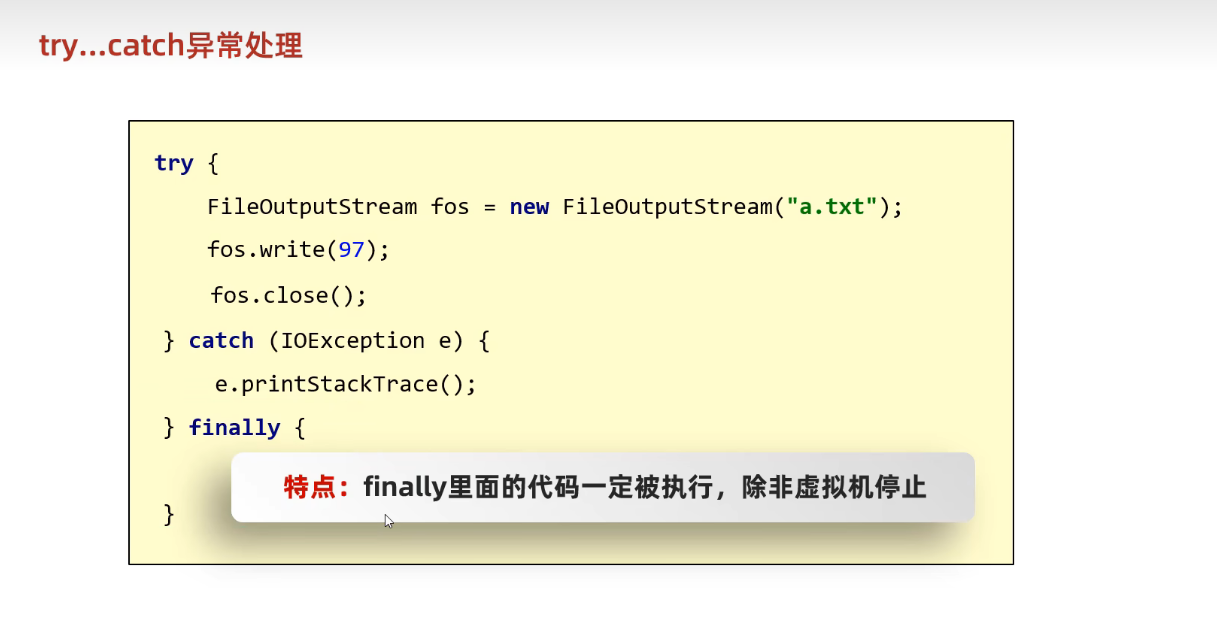 try...catch异常处理
try {
FileOutputStream fos = new FileOutputStream("a.txt");
fos.write(97);
fos.close();
} catch (IOException e) {
e.printStackTrace();
} finally {
特点：finally里面的代码一定被执行，除非虚拟机停止
}